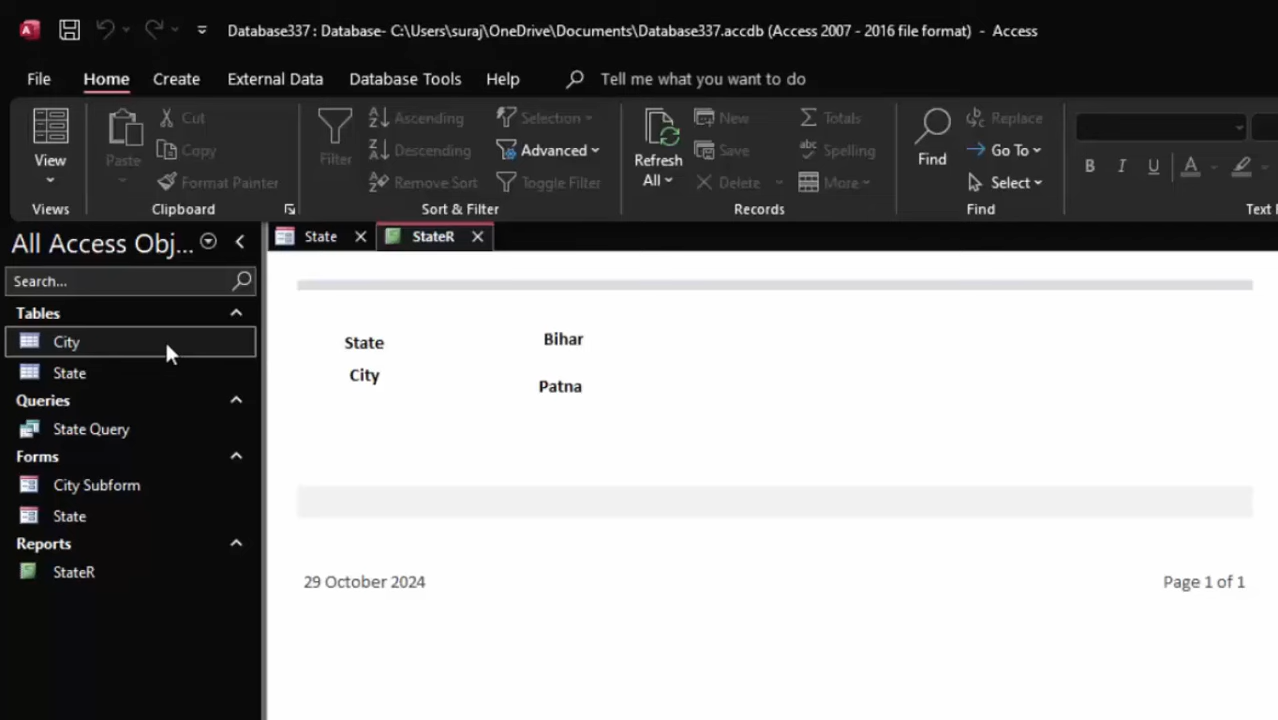 Database337 : Database- C:\Users\suraj\OneDrive\Documents\Database337.accdb (Access 2007 - 2016 file format) - Access
File Home Create External Data Database Tools Help Tell me what you want to do
View
Views
Paste
Cut
Copy
Format Painter
Clipboard
Filter
Ascending
Descending
Remove Sort
Selection
Advanced
Toggle Filter
Sort & Filter
Refresh
All
New
Save
Delete
Totals
Spelling
More
Records
Find
Replace
Go To
Select
Find
B I U A
Text
All Access Obj...
Search...
Tables
City
State
Queries
State Query
Forms
City Subform
State
Reports
StateR
State StateR
State Bihar
City Patna
29 October 2024 Page 1 of 1